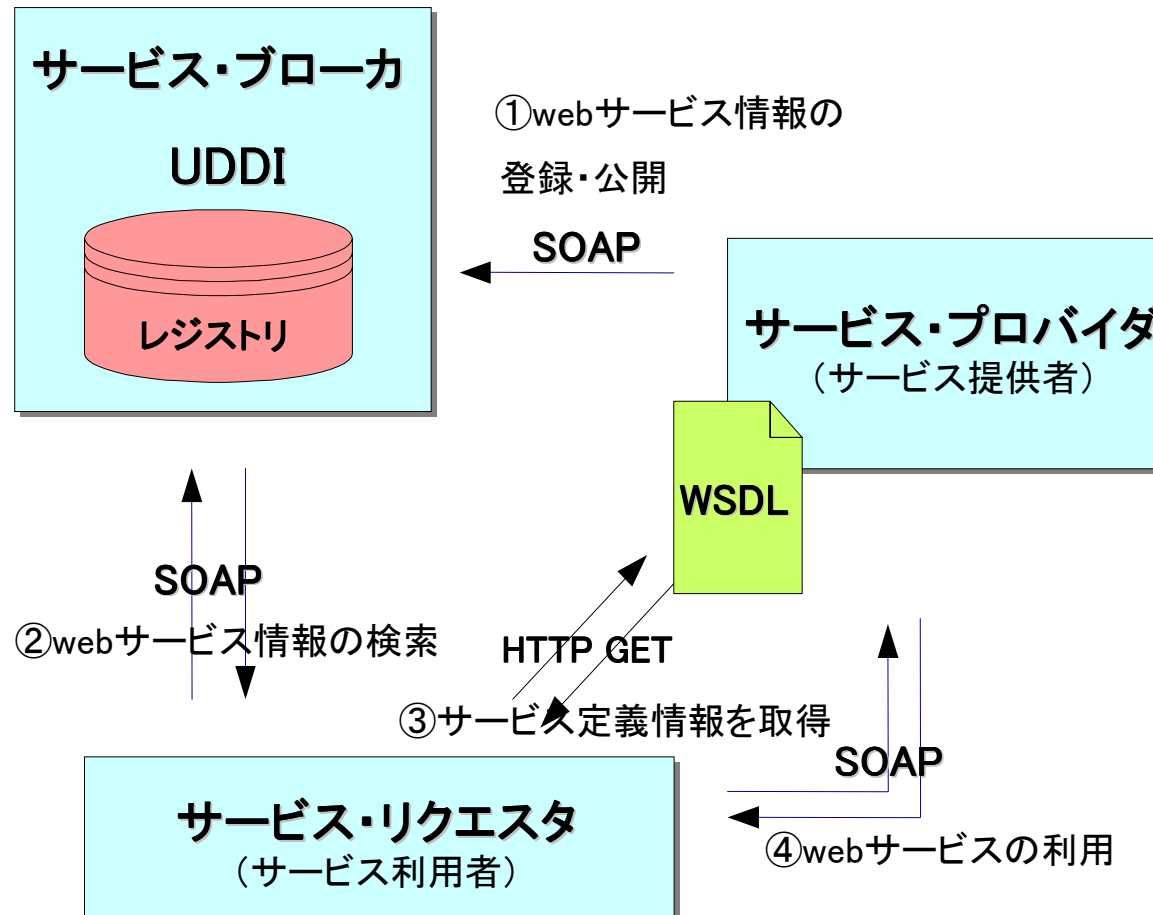 サービス・ブローカ
UDDI
レジストリ
①webサービス情報の
登録・公開
SOAP
サービス・プロバイダ
（サービス提供者）
WSDL
SOAP
②webサービス情報の検索
HTTP GET
③サービス定義情報を取得
SOAP
④webサービスの利用
サービス・リクエスタ
（サービス利用者）